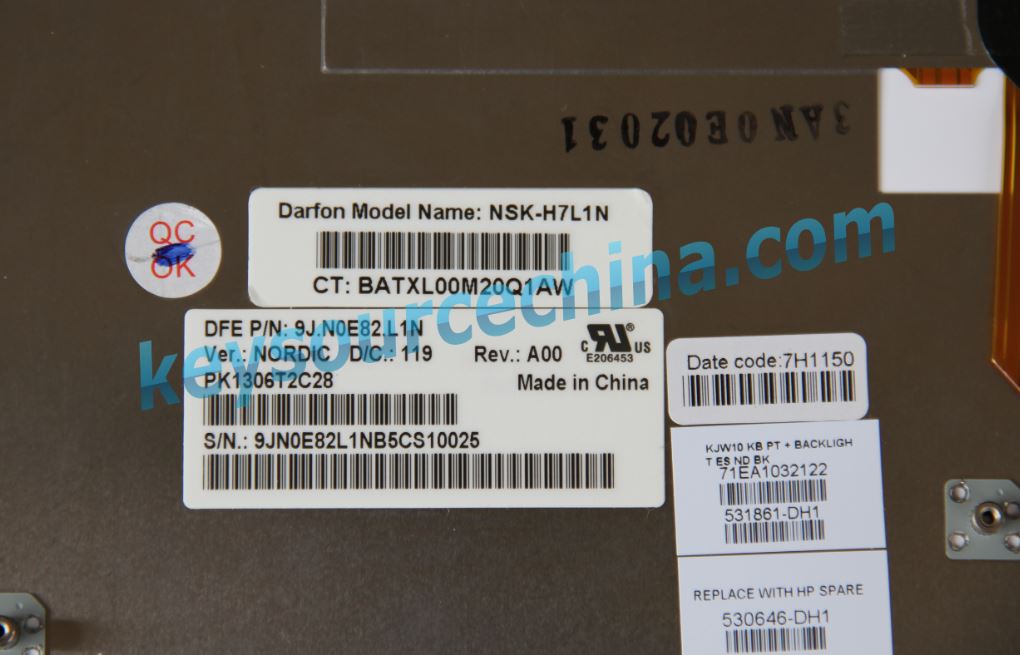 3AN0E02031
QC
OK
Darfon Model Name: NSK-H7L1N
CT: BATXL00M20Q1AW
DFE P/N: 9J.N0E82.L1N
Ver.: NORDIC D/C.: 119 Rev.: A00
c RU ® US
E206453
PK1306T2C28
Made in China
S/N.: 9JN0E82L1NB5CS10025
Date code:7H1150
KJW10 KB PT + BACKLIGH
T ES ND BK
71EA1032122
531861-DH1
REPLACE WITH HP SPARE
530646-DH1
keysourcechina.com